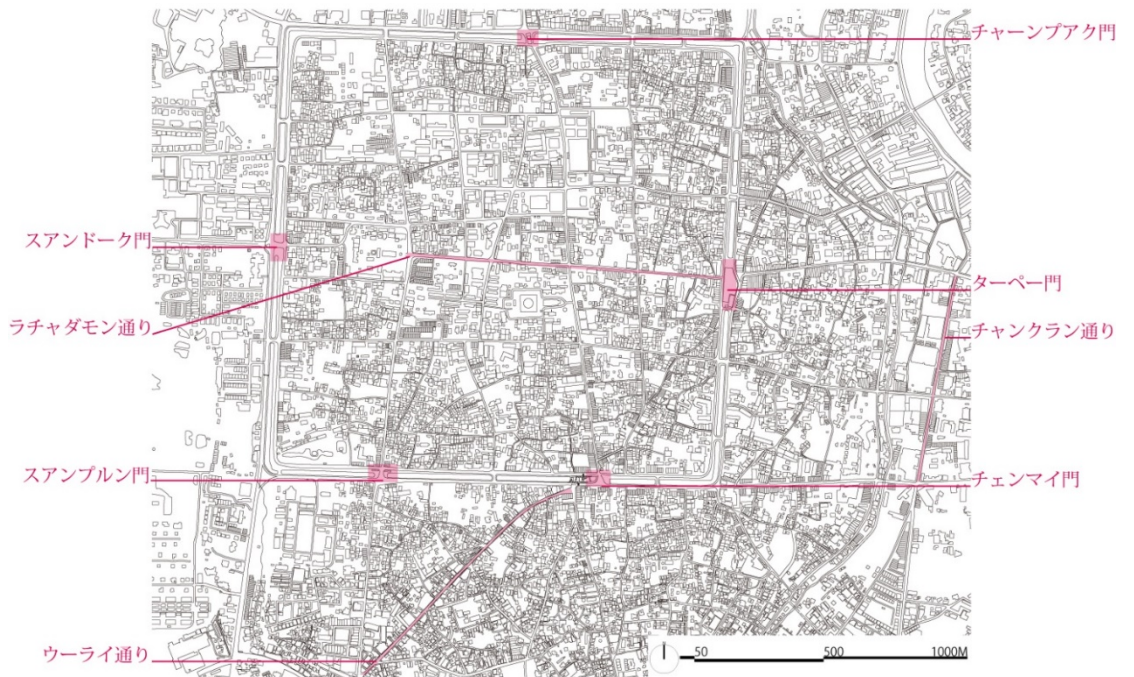 チャーンプアク門
スアンドーク門
ターペー門
ラチャダモン通り
チャンクラン通り
スアンプルン門
チェンマイ門
ウーライ通り
50 500 1000M